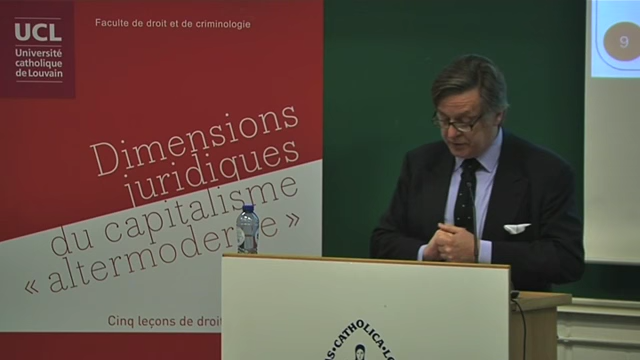 UCL
Université
catholique
de Louvain
Faculte de droit et de criminologie
Dimensions
juridiques
du capitalisme
« altermoderne »
Cinq leçons de droit
9
CATHOLICA